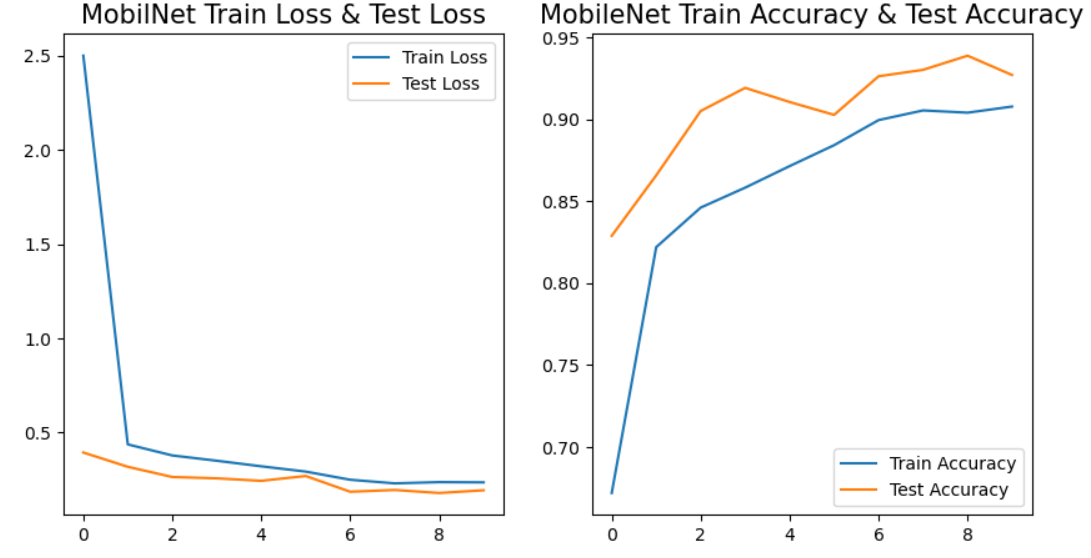 MobilNet Train Loss & Test Loss
2.5
2.0
1.5
1.0
0.5
0 2 4 6 8
Train Loss
Test Loss
MobileNet Train Accuracy & Test Accuracy
0.95
0.90
0.85
0.80
0.75
0.70
0 2 4 6 8
Train Accuracy
Test Accuracy